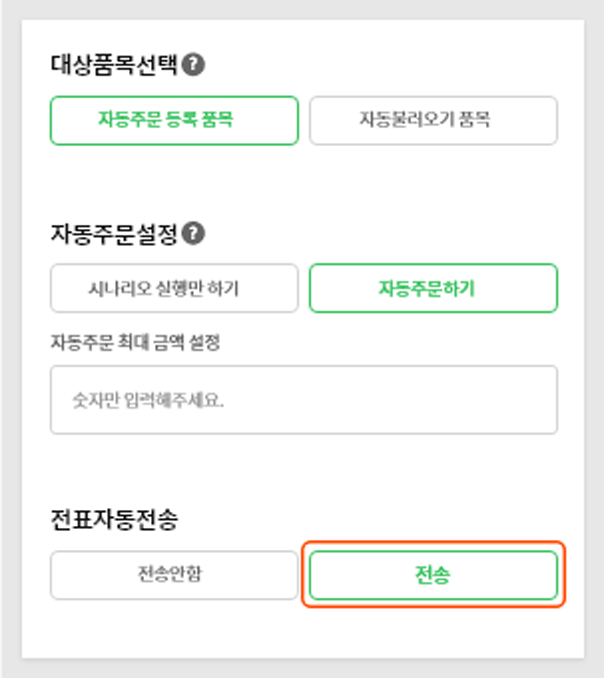 대상품목선택 ?
자동주문 등록 품목 자동불러오기 품목
자동주문설정 ?
시나리오 실행만 하기 자동주문하기
자동주문 최대 금액 설정
숫자만 입력해주세요.
전표자동전송
전송안함 전송